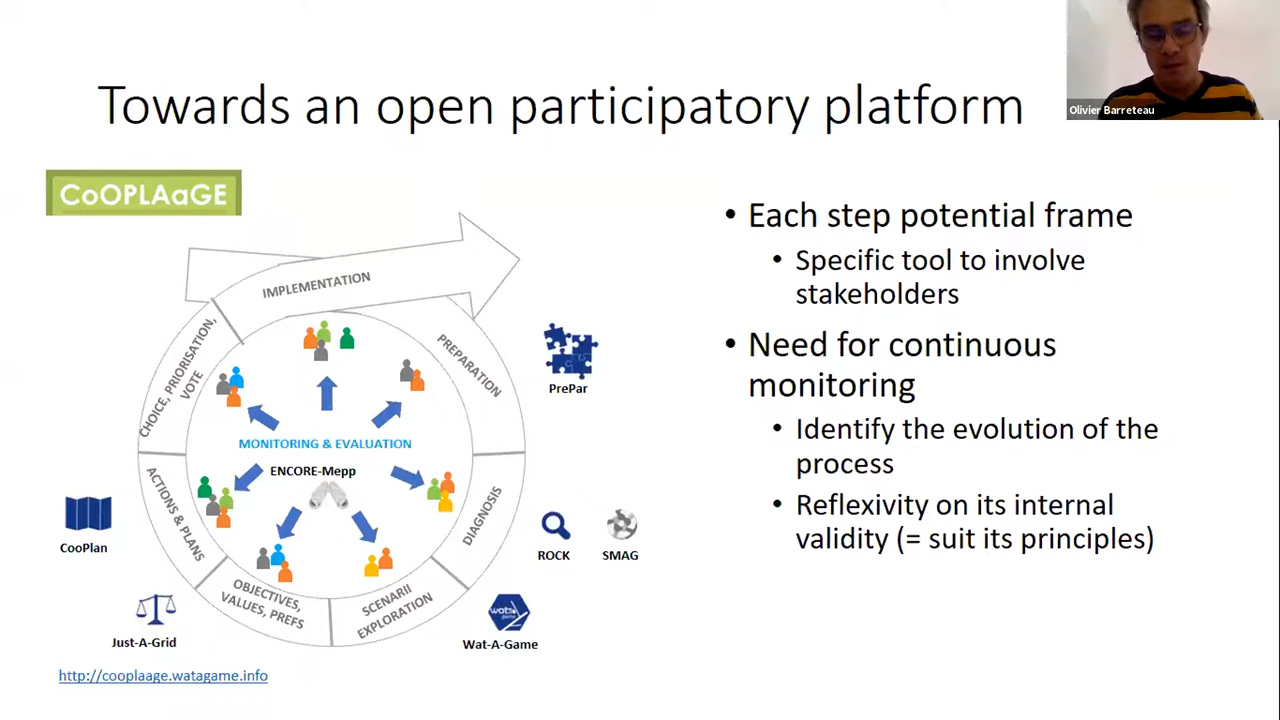 Olivier Barreteau
Towards an open participatory platform
CoOPLAaGE
IMPLEMENTATION
PREPARATION
DIAGNOSIS
SCENARII
EXPLORATION
OBJECTIVES,
VALUES, PREFS
ACTIONS & PLANS
CHOICE, PRIORISATION,
VOTE
MONITORING & EVALUATION
ENCORE-Mepp
PrePar
ROCK
SMAG
wat
game
Wat-A-Game
Just-A-Grid
CooPlan
http://cooplaage.watagame.info
• Each step potential frame
• Specific tool to involve
stakeholders
• Need for continuous
monitoring
• Identify the evolution of the
process
• Reflexivity on its internal
validity (= suit its principles)